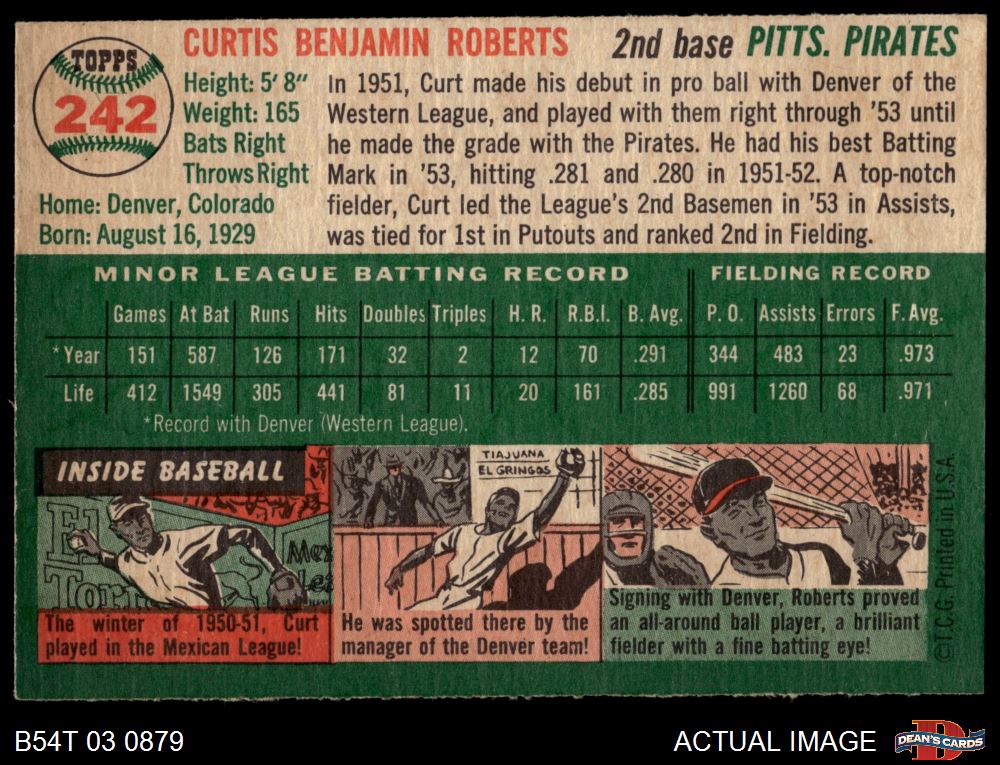 TOPPS
242
CURTIS BENJAMIN ROBERTS 2nd base PITTS. PIRATES
Height: 5' 8"
Weight: 165
Bats Right
Throws Right
Home: Denver, Colorado
Born: August 16, 1929
In 1951, Curt made his debut in pro ball with Denver of the
Western League, and played with them right through '53 until
he made the grade with the Pirates. He had his best Batting
Mark in '53, hitting .281 and .280 in 1951-52. A top-notch
fielder, Curt led the League's 2nd Basemen in '53 in Assists,
was tied for 1st in Putouts and ranked 2nd in Fielding.
MINOR LEAGUE BATTING RECORD FIELDING RECORD
Games At Bat Runs Hits Doubles Triples H. R. R.B.I. B. Avg. P. O. Assists Errors F. Avg.
*Year 151 587 126 171 32 2 12 70 .291 344 483 23 .973
Life 412 1549 305 441 81 11 20 161 .285 991 1260 68 .971
*Record with Denver (Western League).
INSIDE BASEBALL
El
Mex
The winter of 1950-51, Curt
played in the Mexican League!
TIAJUANA
EL GRINGOS
He was spotted there by the
manager of the Denver team!
Signing with Denver, Roberts proved
an all-around ball player, a brilliant
fielder with a fine batting eye!
©T.C.G. Printed in U.S.A.
B54T 03 0879
ACTUAL IMAGE
DEAN'S CARDS